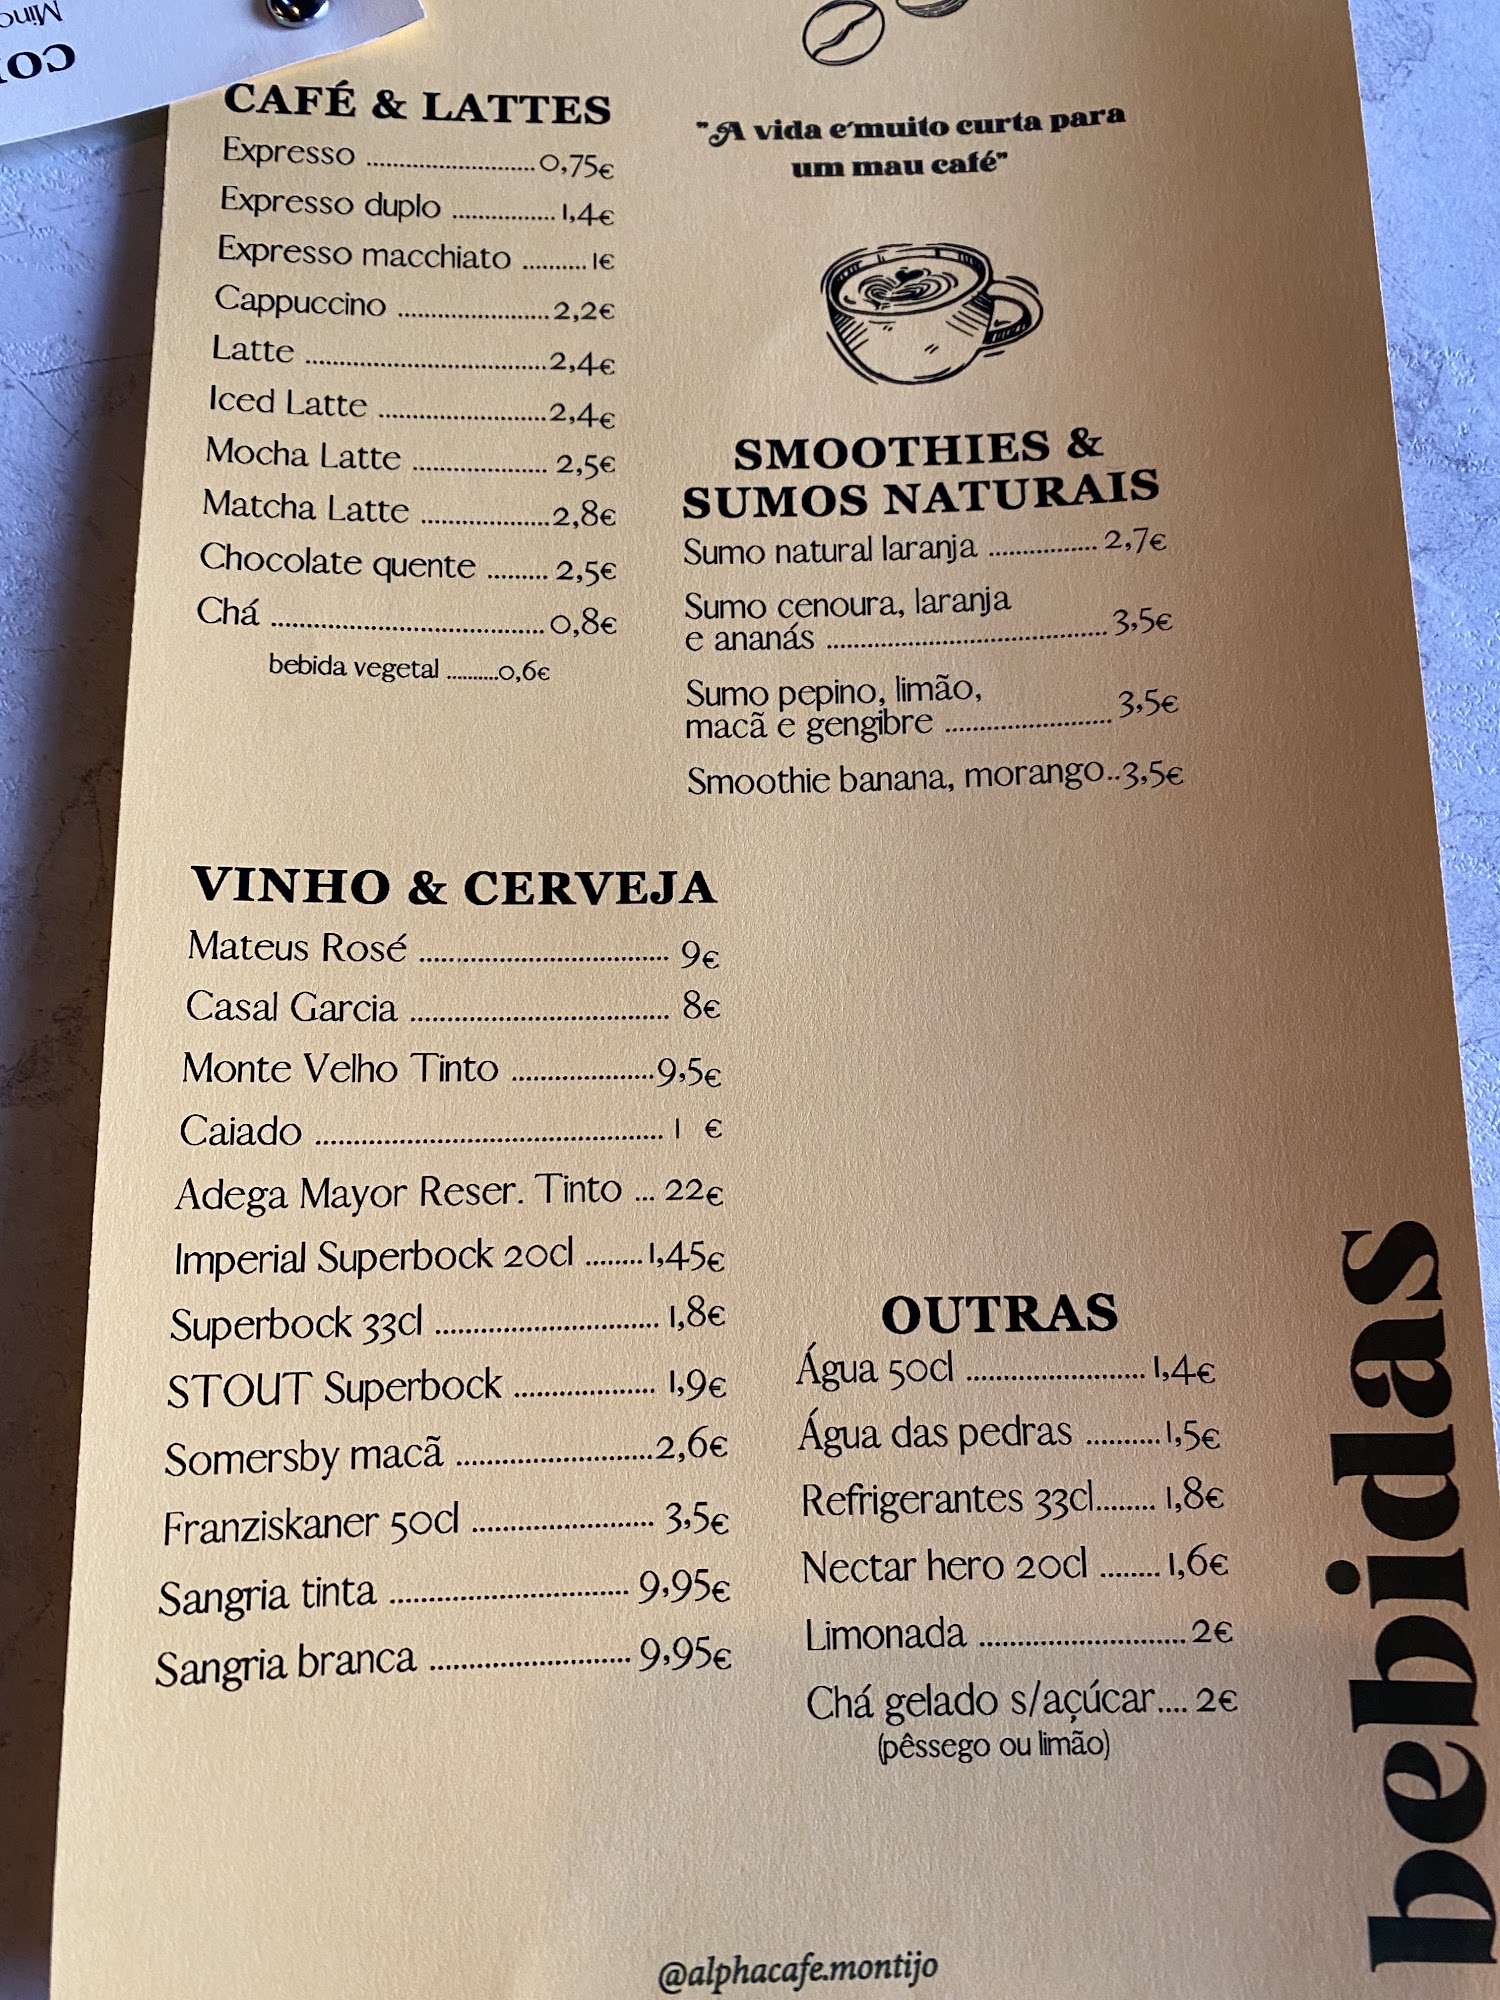 CAFÉ & LATTES
Expresso ........................... 0,75€
Expresso duplo ................ 1,4€
Expresso macchiato .......... 1€
Cappuccino ....................... 2,2€
Latte ..................................... 2,4€
Iced Latte .......................... 2,4€
Mocha Latte .................... 2,5€
Matcha Latte .................... 2,8€
Chocolate quente ......... 2,5€
Chá ......................................... 0,8€
bebida vegetal .......... 0,6€
"A vida e´muito curta para
um mau café"
SMOOTHIES &
SUMOS NATURAIS
Sumo natural laranja ................ 2,7€
Sumo cenoura, laranja
e ananás .......................................... 3,5€
Sumo pepino, limão,
macã e gengibre ......................... 3,5€
Smoothie banana, morango..3,5€
VINHO & CERVEJA
Mateus Rosé .................................. 9€
Casal Garcia ................................... 8€
Monte Velho Tinto ................... 9,5€
Caiado ................................................ 1 €
Adega Mayor Reser. Tinto ... 22€
Imperial Superbock 20cl ........ 1,45€
Superbock 33cl .............................. 1,8€
STOUT Superbock ................... 1,9€
Somersby macã .......................... 2,6€
Franziskaner 50cl ........................ 3,5€
Sangria tinta ............................... 9,95€
Sangria branca .......................... 9,95€
OUTRAS
Água 50cl ........................ 1,4€
Água das pedras .......... 1,5€
Refrigerantes 33cl........ 1,8€
Nectar hero 20cl ........ 1,6€
Limonada ........................... 2€
Chá gelado s/açúcar.... 2€
(pêssego ou limão)
bebidas
@alphacafe.montijo